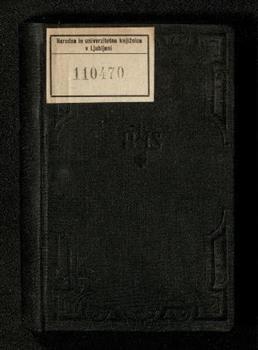 Narodna in univerzitetna knjižnica
v Ljubljani
110470